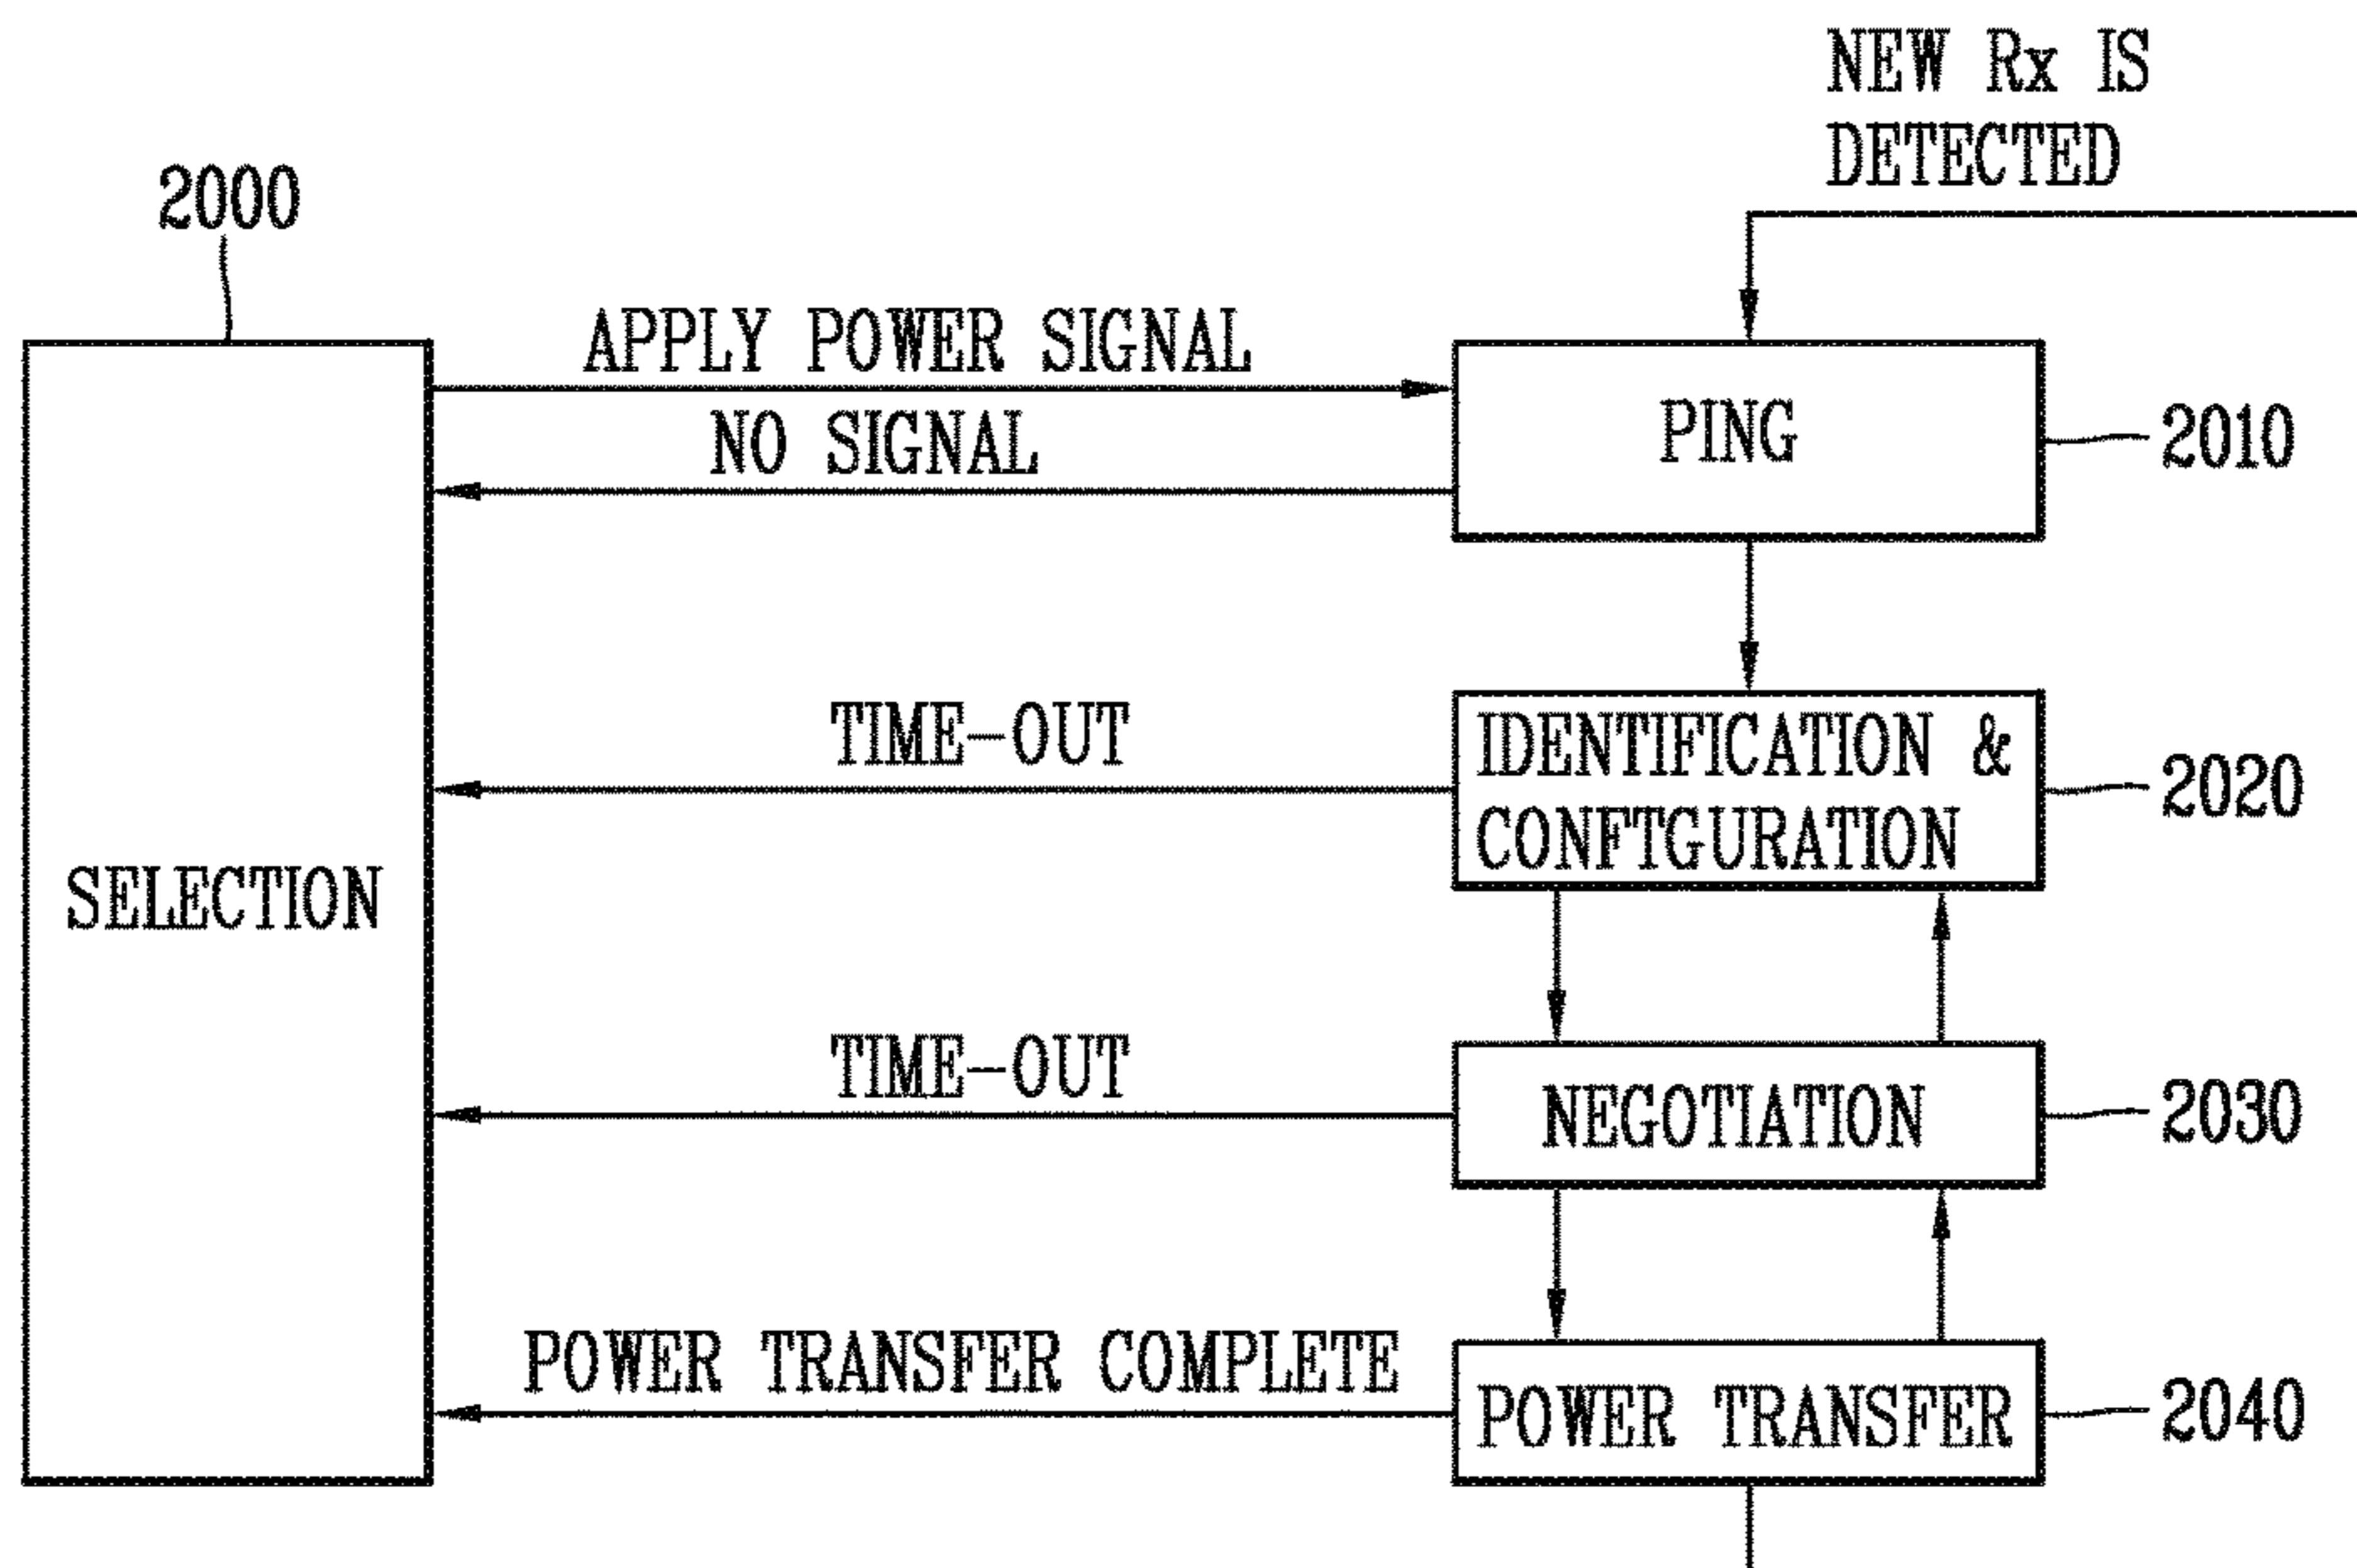 NEW Rx IS
DETECTED
2000
APPLY POWER SIGNAL
NO SIGNAL
PING
2010
TIME-OUT
IDENTIFICATION &
CONFTGURATION
2020
SELECTION
TIME-OUT
NEGOTIATION
2030
POWER TRANSFER COMPLETE
POWER TRANSFER
2040